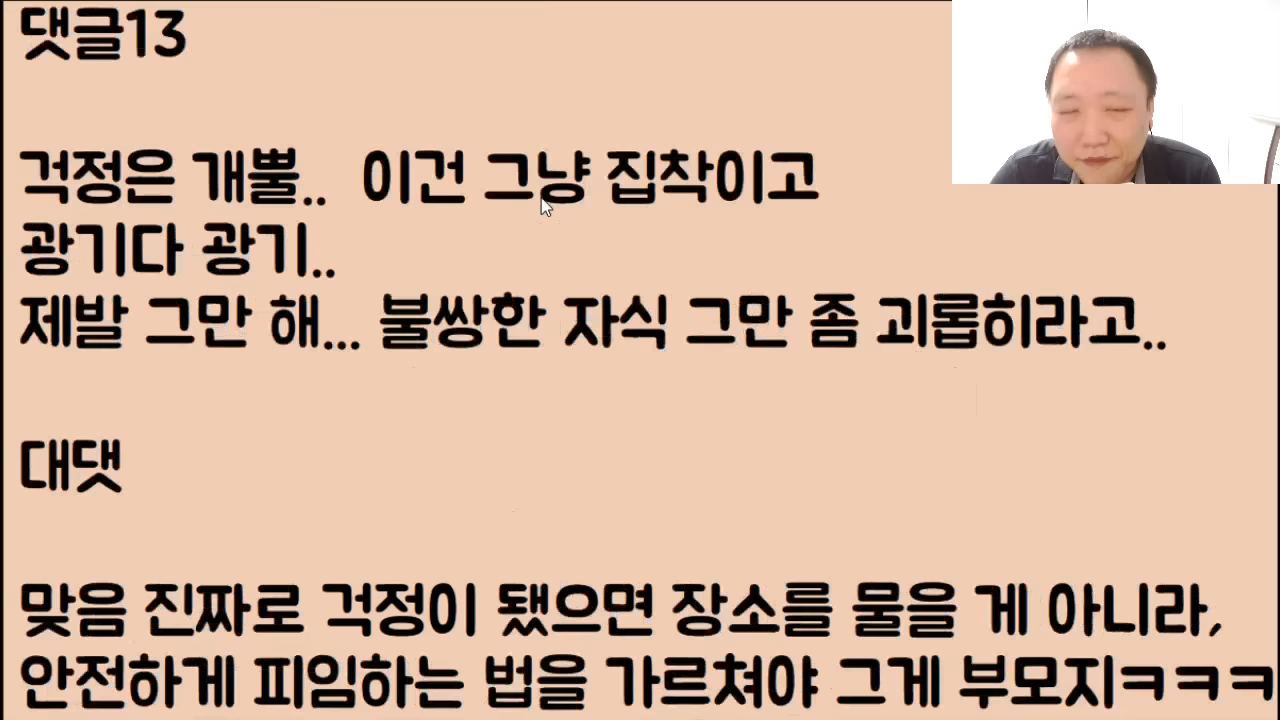 댓글13
걱정은 개뿔.. 이건 그냥 집착이고
광기다 광기..
제발 그만 해... 불쌍한 자식 그만 좀 괴롭히라고..
대댓
맞음 진짜로 걱정이 됐으면 장소를 물을 게 아니라,
안전하게 피임하는 법을 가르쳐야 그게 부모지ㅋㅋㅋ